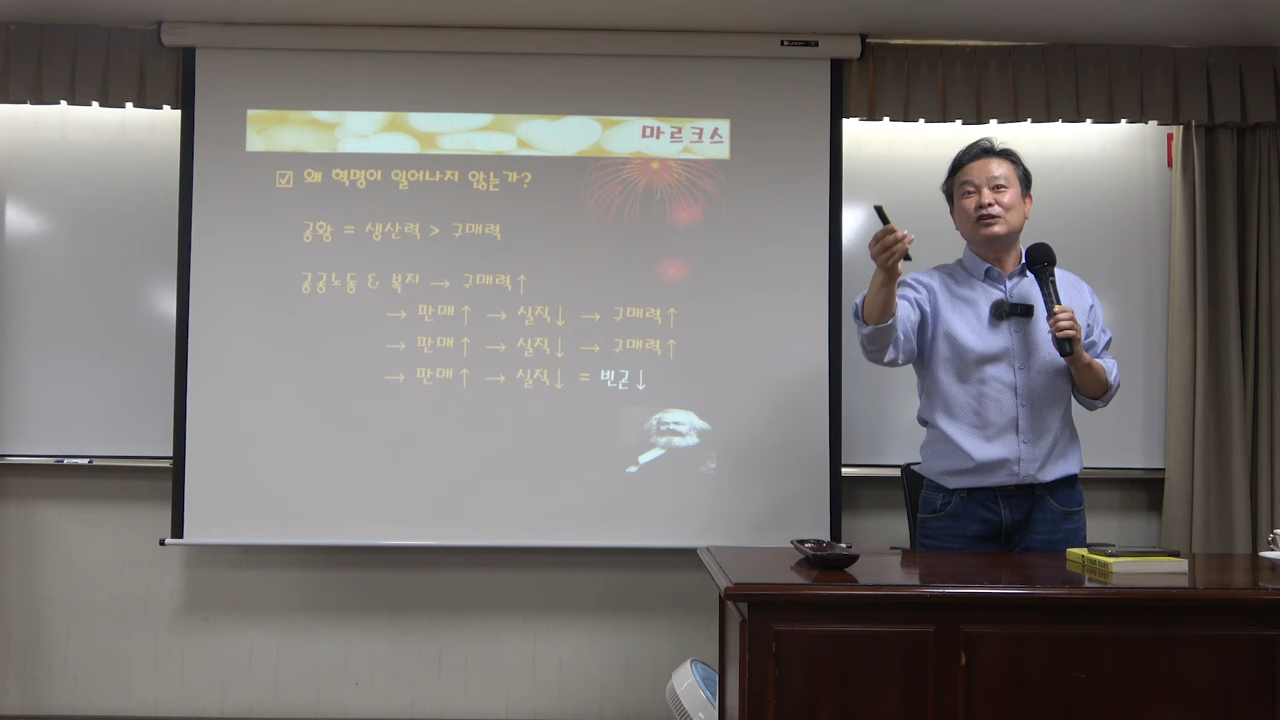 마르크스
☑ 왜 혁명이 일어나지 않는가?
공황 = 생산력 > 구매력
공공노동 & 복지 → 구매력↑
→ 판매↑ → 실직↓ → 구매력↑
→ 판매↑ → 실직↓ → 구매력↑
→ 판매↑ → 실직↓ = 빈곤↓